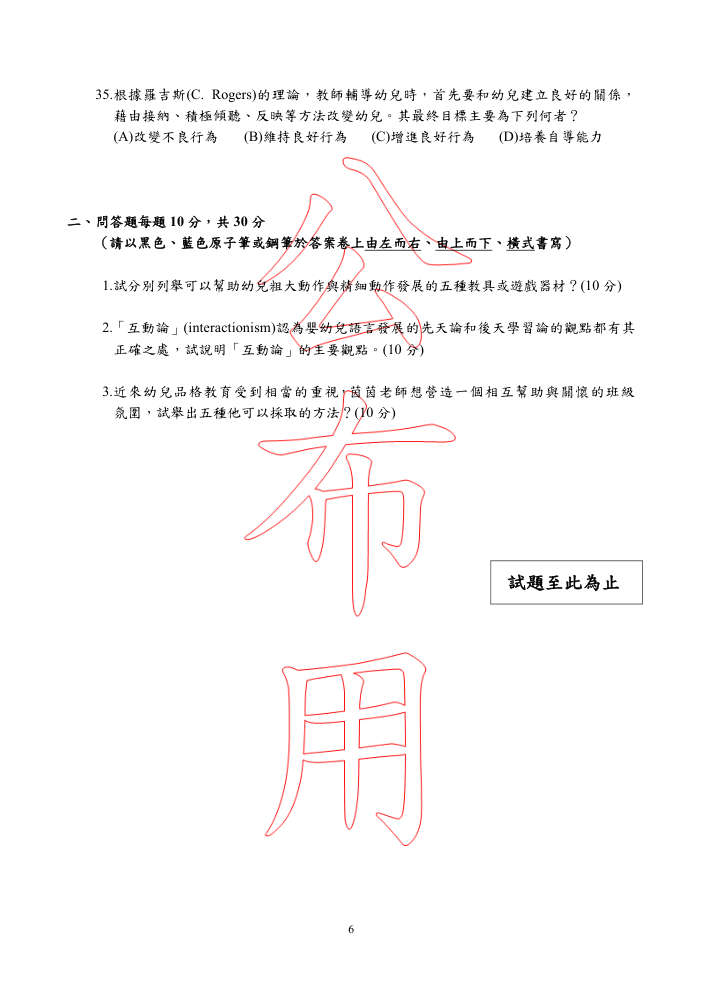 35.根據羅吉斯(C. Rogers)的理論，教師輔導幼兒時，首先要和幼兒建立良好的關係，
藉由接納、積極傾聽、反映等方法改變幼兒。其最終目標主要為下列何者？
(A)改變不良行為 (B)維持良好行為 (C)增進良好行為 (D)培養自導能力
二、問答題每題 10 分，共 30 分
（請以黑色、藍色原子筆或鋼筆於答案卷上由左而右、由上而下、橫式書寫）
1.試分別列舉可以幫助幼兒粗大動作與精細動作發展的五種教具或遊戲器材？(10 分)
2.「互動論」(interactionism)認為嬰幼兒語言發展的先天論和後天學習論的觀點都有其
正確之處，試說明「互動論」的主要觀點。(10 分)
3.近來幼兒品格教育受到相當的重視，茵茵老師想營造一個相互幫助與關懷的班級
氛圍，試舉出五種他可以採取的方法？(10 分)
試題至此為止
公布用
6